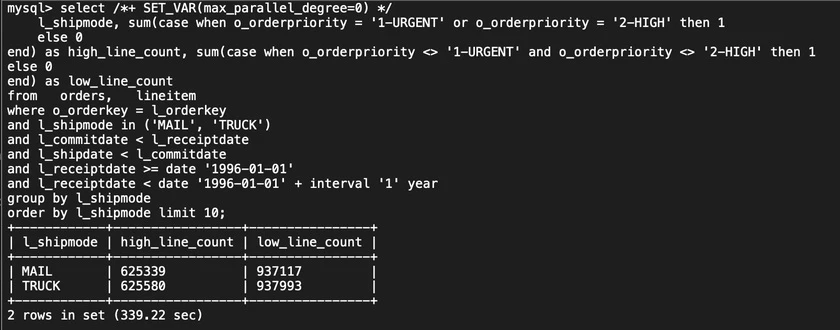 mysql> select /*+ SET_VAR(max_parallel_degree=0) */
    l_shipmode, sum(case when o_orderpriority = '1-URGENT' or o_orderpriority = '2-HIGH' then 1
    else 0
end) as high_line_count, sum(case when o_orderpriority <> '1-URGENT' and o_orderpriority <> '2-HIGH' then 1
else 0
end) as low_line_count
from   orders,   lineitem
where o_orderkey = l_orderkey
and l_shipmode in ('MAIL', 'TRUCK')
and l_commitdate < l_receiptdate
and l_shipdate < l_commitdate
and l_receiptdate >= date '1996-01-01'
and l_receiptdate < date '1996-01-01' + interval '1' year
group by l_shipmode
order by l_shipmode limit 10;
+------------+-----------------+----------------+
| l_shipmode | high_line_count | low_line_count |
+------------+-----------------+----------------+
| MAIL       | 625339          | 937117         |
| TRUCK      | 625580          | 937993         |
+------------+-----------------+----------------+
2 rows in set (339.22 sec)